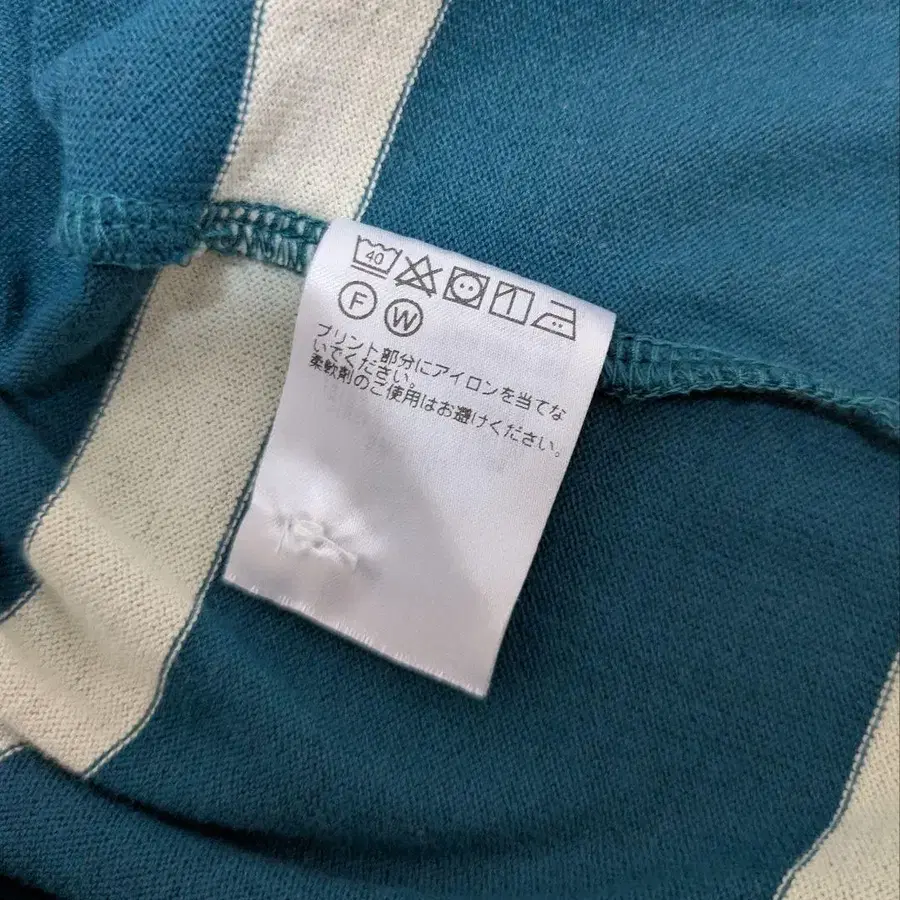 40
F W
プリント部分にアイロンを当てな
いでください。
柔軟剤のご使用はお避けください。